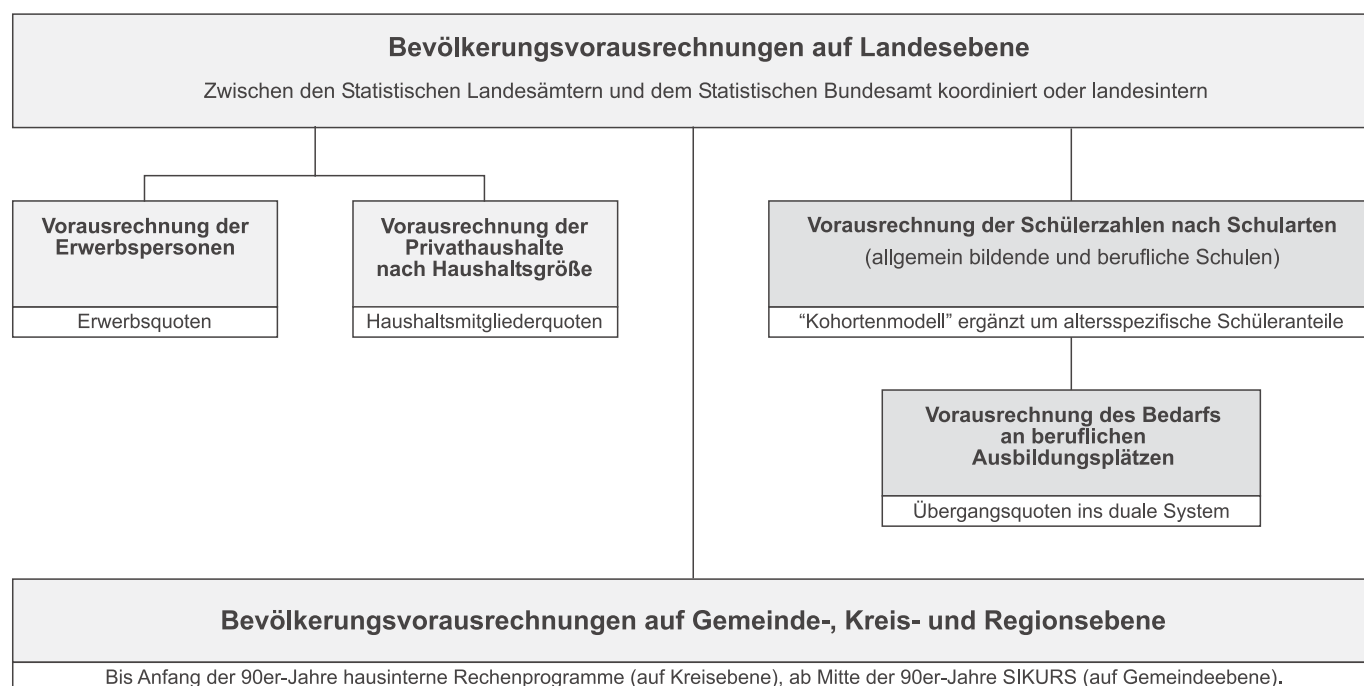 Bevölkerungsvorausrechnungen auf Landesebene
Zwischen den Statistischen Landesämtern und dem Statistischen Bundesamt koordiniert oder landesintern
Vorausrechnung der
Erwerbspersonen
Erwerbsquoten
Vorausrechnung der
Privathaushalte
nach Haushaltsgröße
Haushaltsmitgliederquoten
Vorausrechnung der Schülerzahlen nach Schularten
(allgemein bildende und berufliche Schulen)
“Kohortenmodell” ergänzt um altersspezifische Schüleranteile
Vorausrechnung des Bedarfs
an beruflichen
Ausbildungsplätzen
Übergangsquoten ins duale System
Bevölkerungsvorausrechnungen auf Gemeinde-, Kreis- und Regionsebene
Bis Anfang der 90er-Jahre hausinterne Rechenprogramme (auf Kreisebene), ab Mitte der 90er-Jahre SIKURS (auf Gemeindeebene).